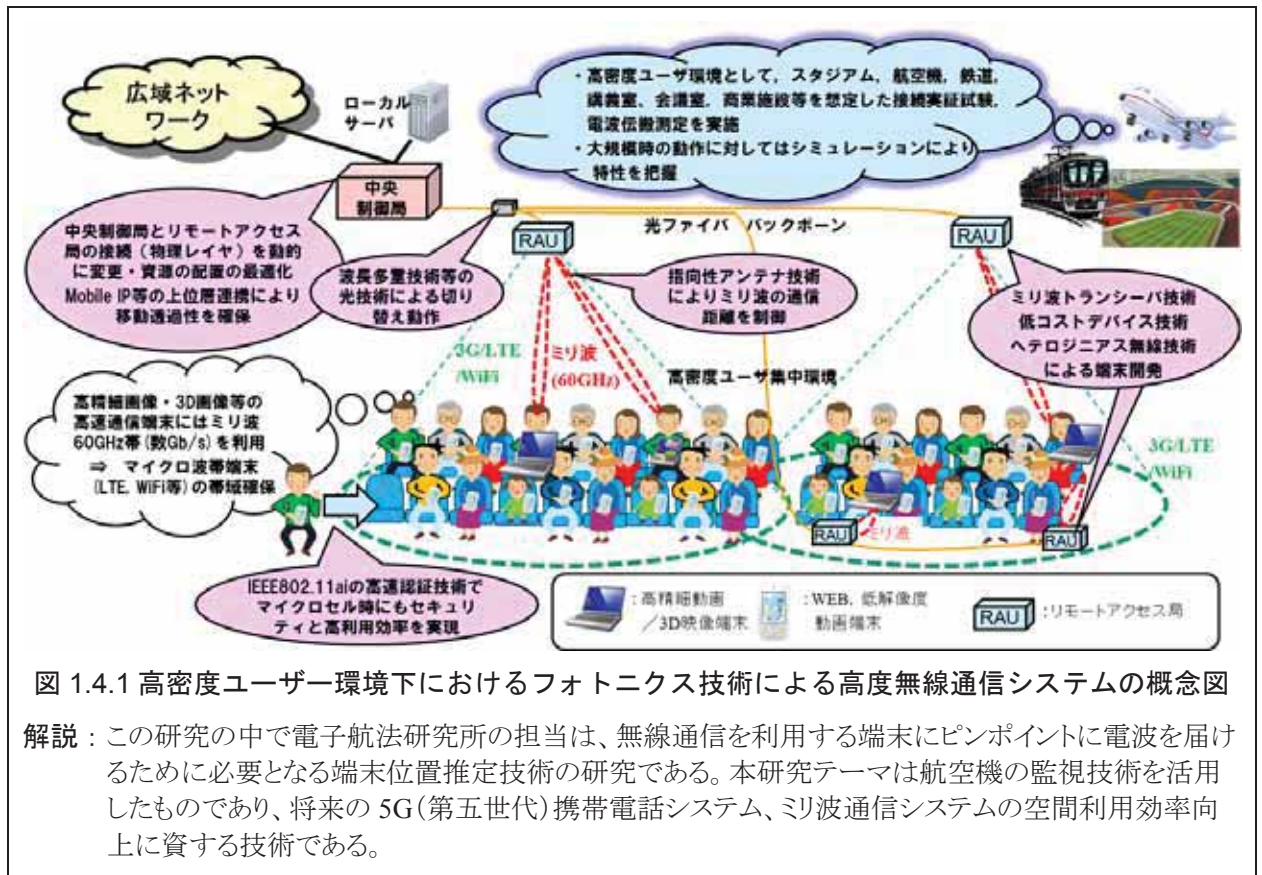 広域ネット
ワーク
ローカル
サーバ
・高密度ユーザ環境として，スタジアム，航空機，鉄道，
講義室，会議室，商業施設等を想定した接続実証試験，
電波伝搬測定を実施
・大規模時の動作に対してはシミュレーションにより
特性を把握
中央
制御局
光ファイバ バックボーン
RAU
RAU
中央制御局とリモートアクセス
局の接続（物理レイヤ）を動的
に変更・資源の配置の最適化
Mobile IP等の上位層連携により
移動透過性を確保
波長多重技術等の
光技術による切り
替え動作
指向性アンテナ技術
によりミリ波の通信
距離を制御
ミリ波トランシーバ技術
低コストデバイス技術
ヘテロジニアス無線技術
による端末開発
3G/LTE
/WiFi
ミリ波
(60GHz)
高密度ユーザ集中環境
高精細画像・3D画像等の
高速通信端末にはミリ波
60GHz帯(数Gb/s)を利用
⇒ マイクロ波帯端末
(LTE, WiFi等)の帯域確保
3G/LTE
/WiFi
RAU
ミリ波
RAU
IEEE802.11aiの高速認証技術で
マイクロセル時にもセキュリ
ティと高利用効率を実現
：高精細動画
／3D映像端末
：WEB，低解像度
動画端末
RAU
：リモートアクセス局
図 1.4.1 高密度ユーザー環境下におけるフォトニクス技術による高度無線通信システムの概念図
解説：この研究の中で電子航法研究所の担当は、無線通信を利用する端末にピンポイントに電波を届け
るために必要となる端末位置推定技術の研究である。本研究テーマは航空機の監視技術を活用
したものであり、将来の 5G（第五世代）携帯電話システム、ミリ波通信システムの空間利用効率向
上に資する技術である。